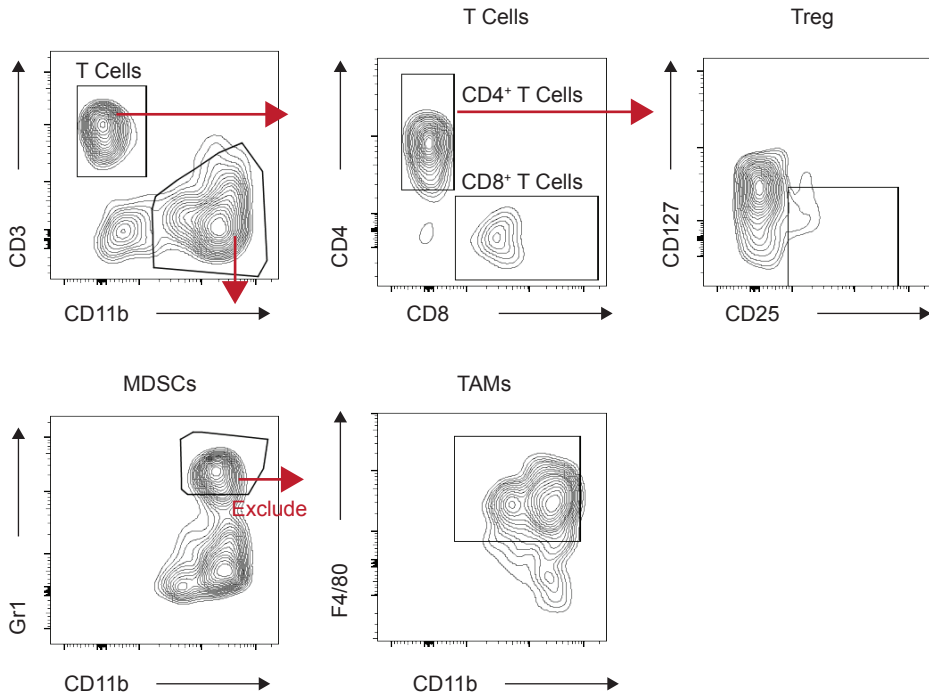 T Cells
Treg
T Cells
CD4⁺ T Cells
CD8⁺ T Cells
CD3
CD4
CD127
CD11b
CD8
CD25
MDSCs
TAMs
Exclude
Gr1
F4/80
CD11b
CD11b